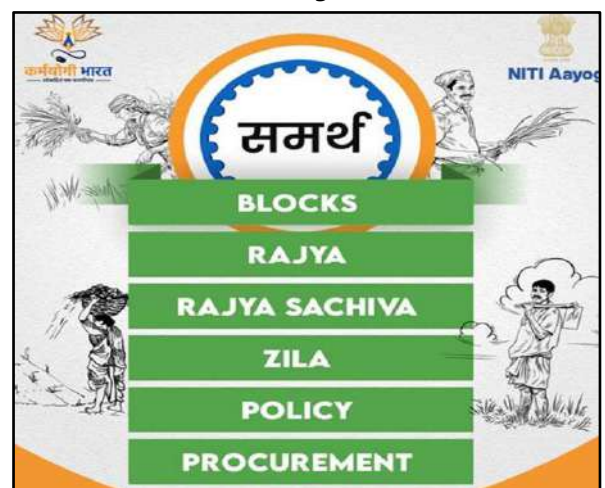 कर्मयोगी भारत
NITI Aayog
समर्थ
BLOCKS
RAJYA
RAJYA SACHIVA
ZILA
POLICY
PROCUREMENT